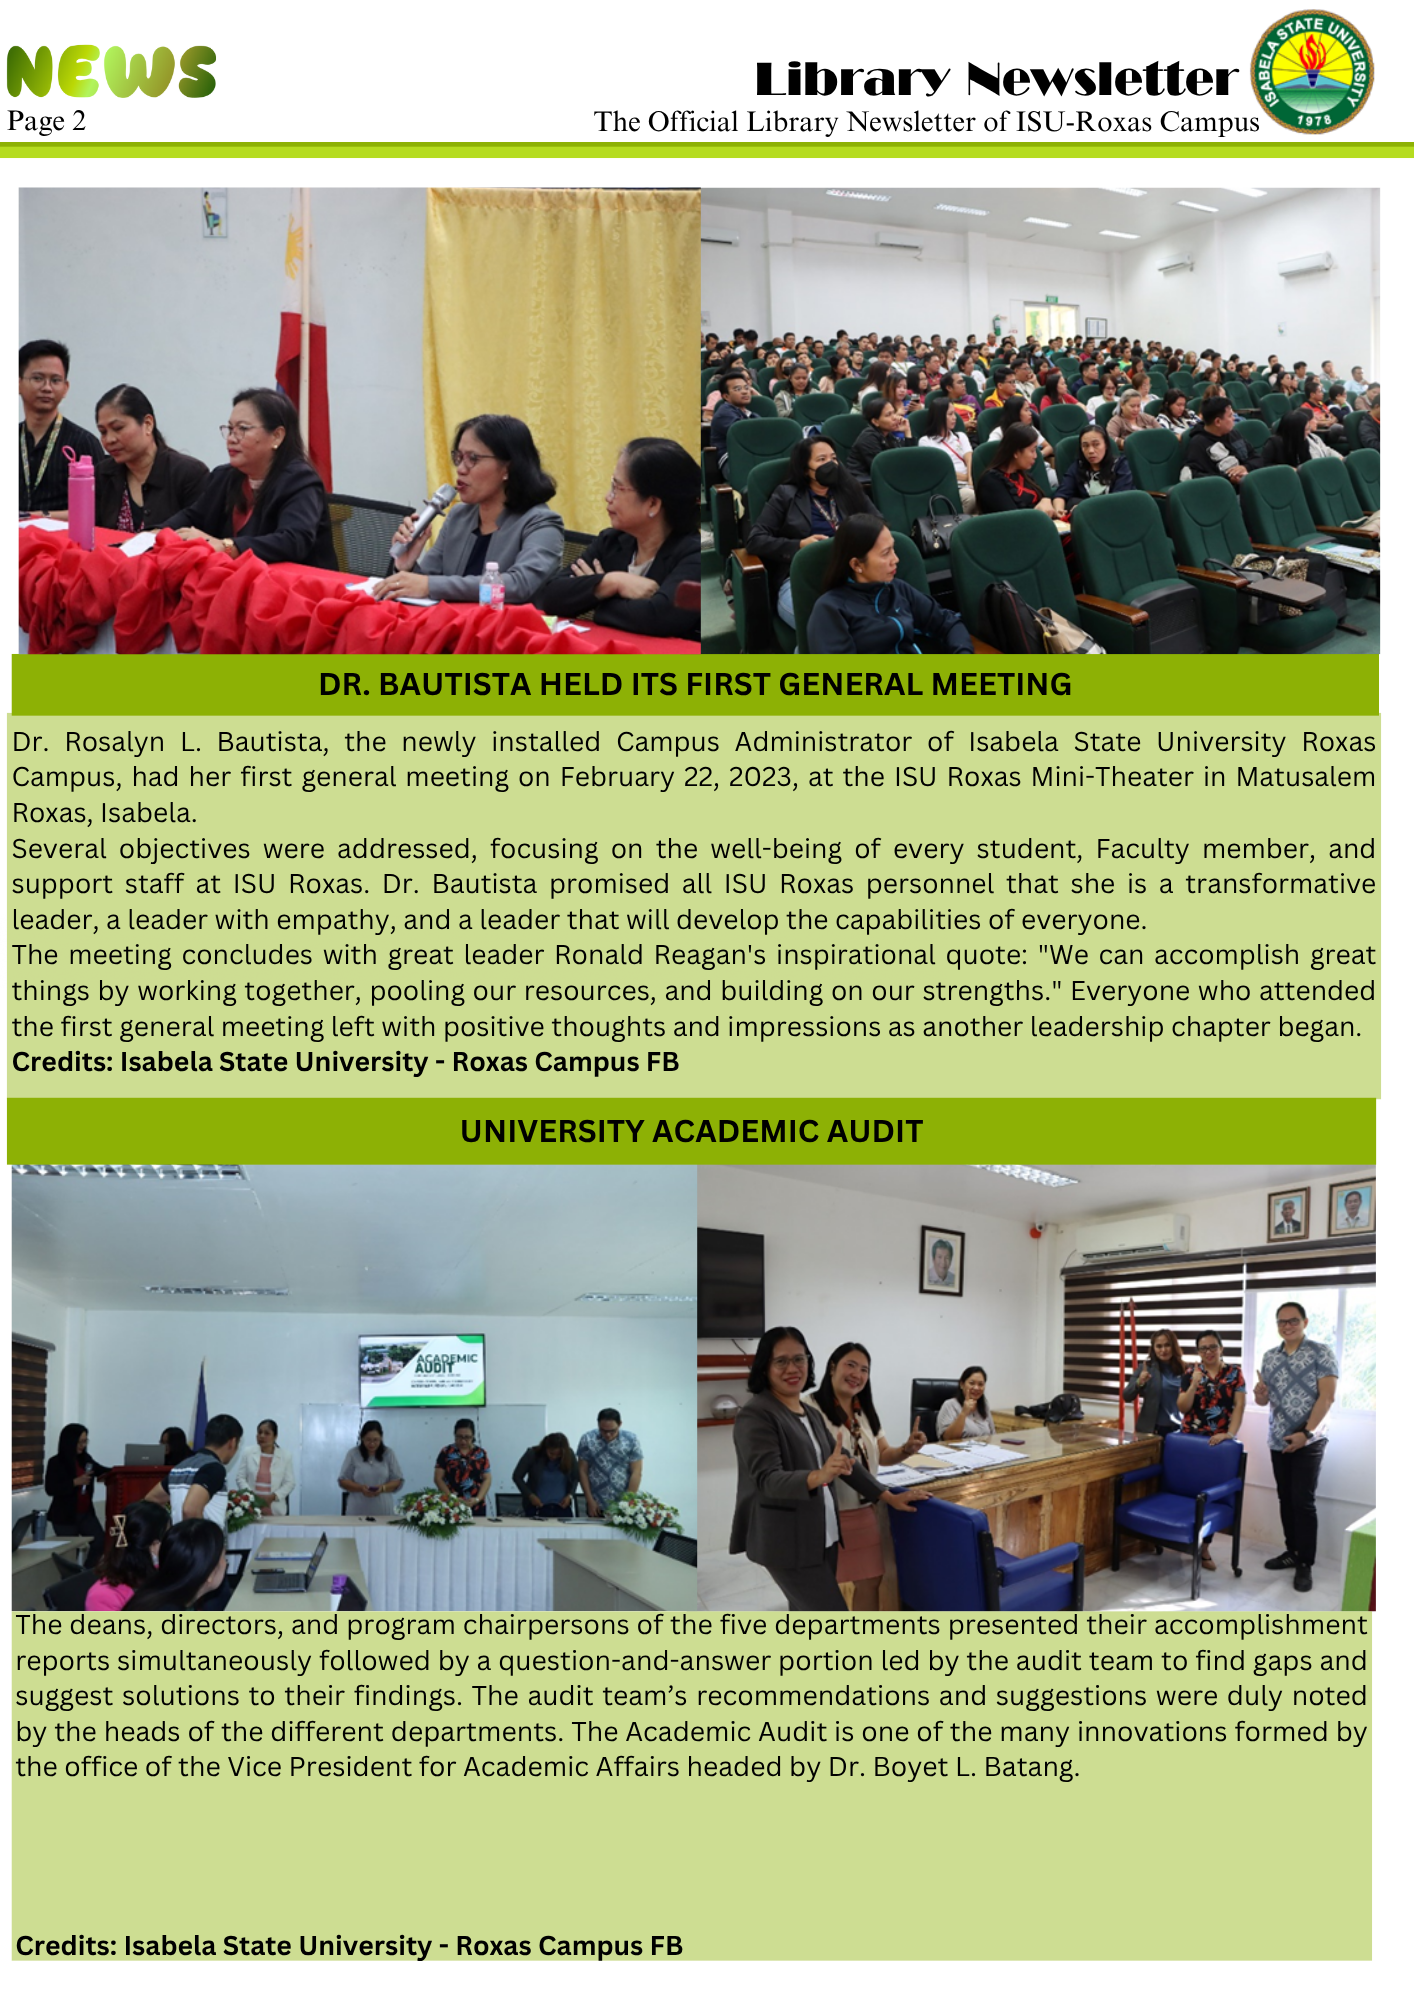 NEWS
Page 2
Library Newsletter
The Official Library Newsletter of ISU-Roxas Campus
ISABELA STATE UNIVERSITY
1978
DR. BAUTISTA HELD ITS FIRST GENERAL MEETING
Dr. Rosalyn L. Bautista, the newly installed Campus Administrator of Isabela State University Roxas
Campus, had her first general meeting on February 22, 2023, at the ISU Roxas Mini-Theater in Matusalem
Roxas, Isabela.
Several objectives were addressed, focusing on the well-being of every student, Faculty member, and
support staff at ISU Roxas. Dr. Bautista promised all ISU Roxas personnel that she is a transformative
leader, a leader with empathy, and a leader that will develop the capabilities of everyone.
The meeting concludes with great leader Ronald Reagan's inspirational quote: "We can accomplish great
things by working together, pooling our resources, and building on our strengths." Everyone who attended
the first general meeting left with positive thoughts and impressions as another leadership chapter began.
Credits: Isabela State University - Roxas Campus FB
UNIVERSITY ACADEMIC AUDIT
ACADEMIC
AUDIT
The deans, directors, and program chairpersons of the five departments presented their accomplishment
reports simultaneously followed by a question-and-answer portion led by the audit team to find gaps and
suggest solutions to their findings. The audit team’s recommendations and suggestions were duly noted
by the heads of the different departments. The Academic Audit is one of the many innovations formed by
the office of the Vice President for Academic Affairs headed by Dr. Boyet L. Batang.
Credits: Isabela State University - Roxas Campus FB